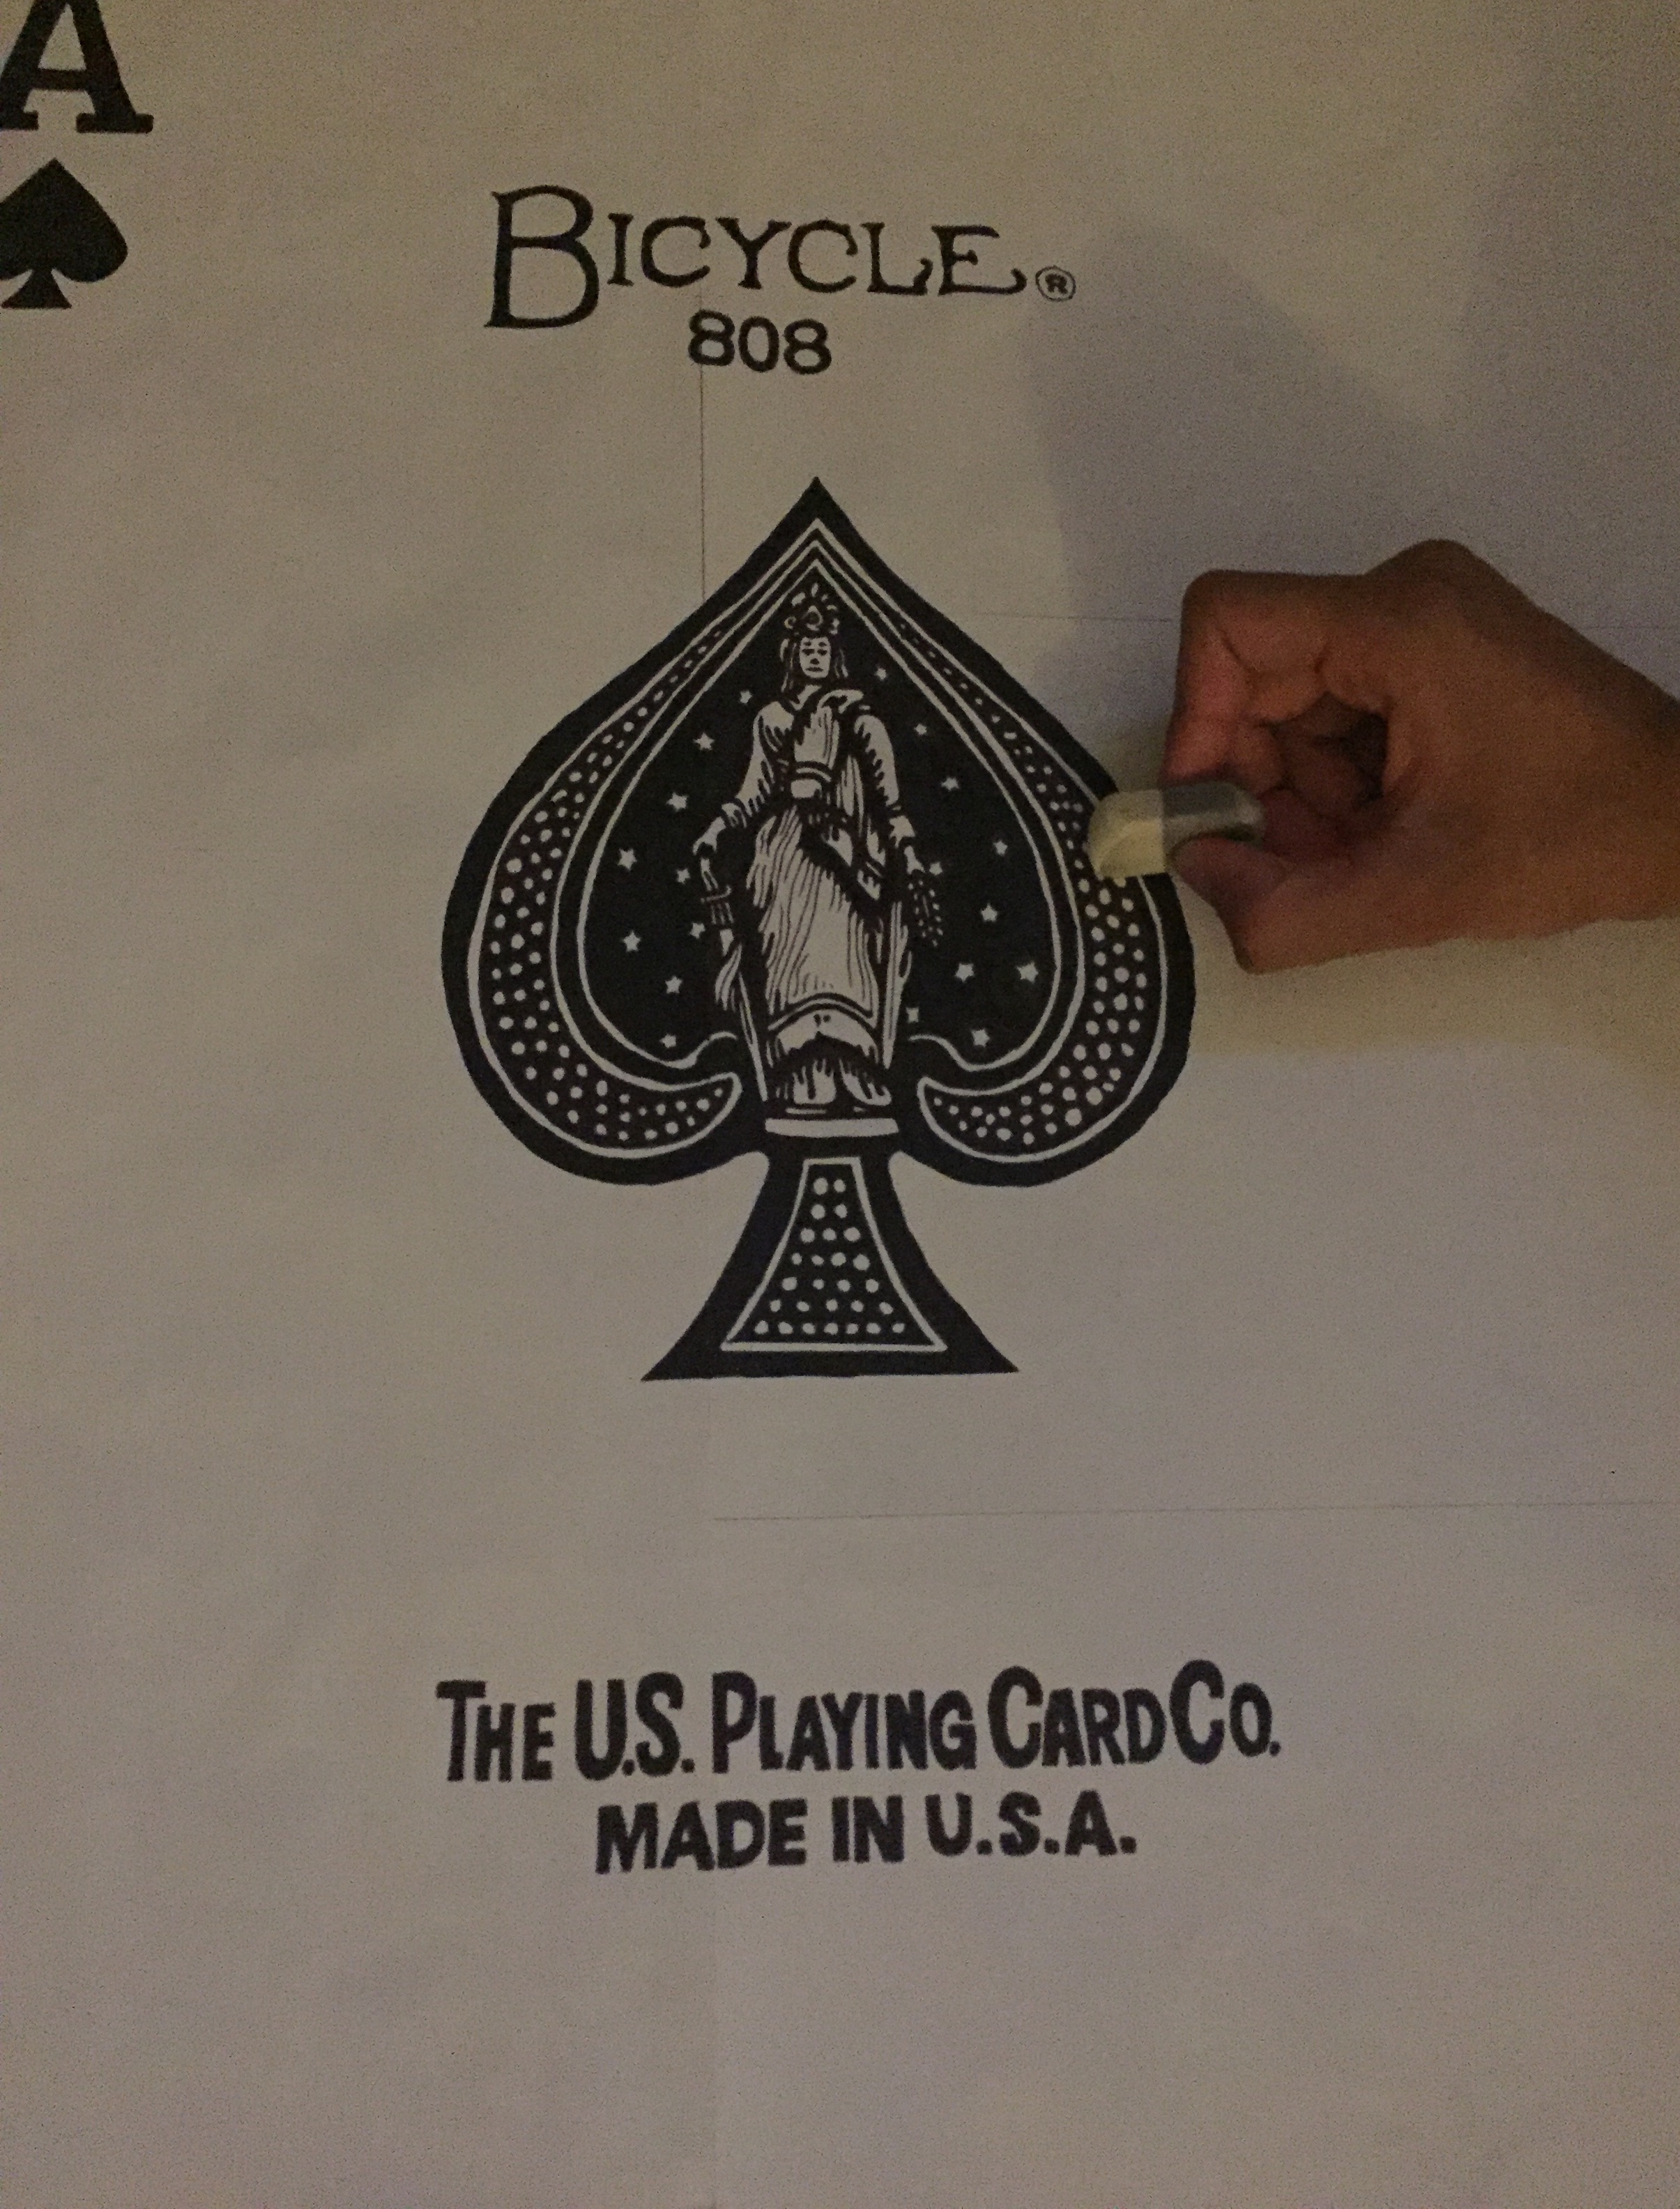 A
BICYCLE®
808
THE U.S. PLAYING CARD CO.
MADE IN U.S.A.